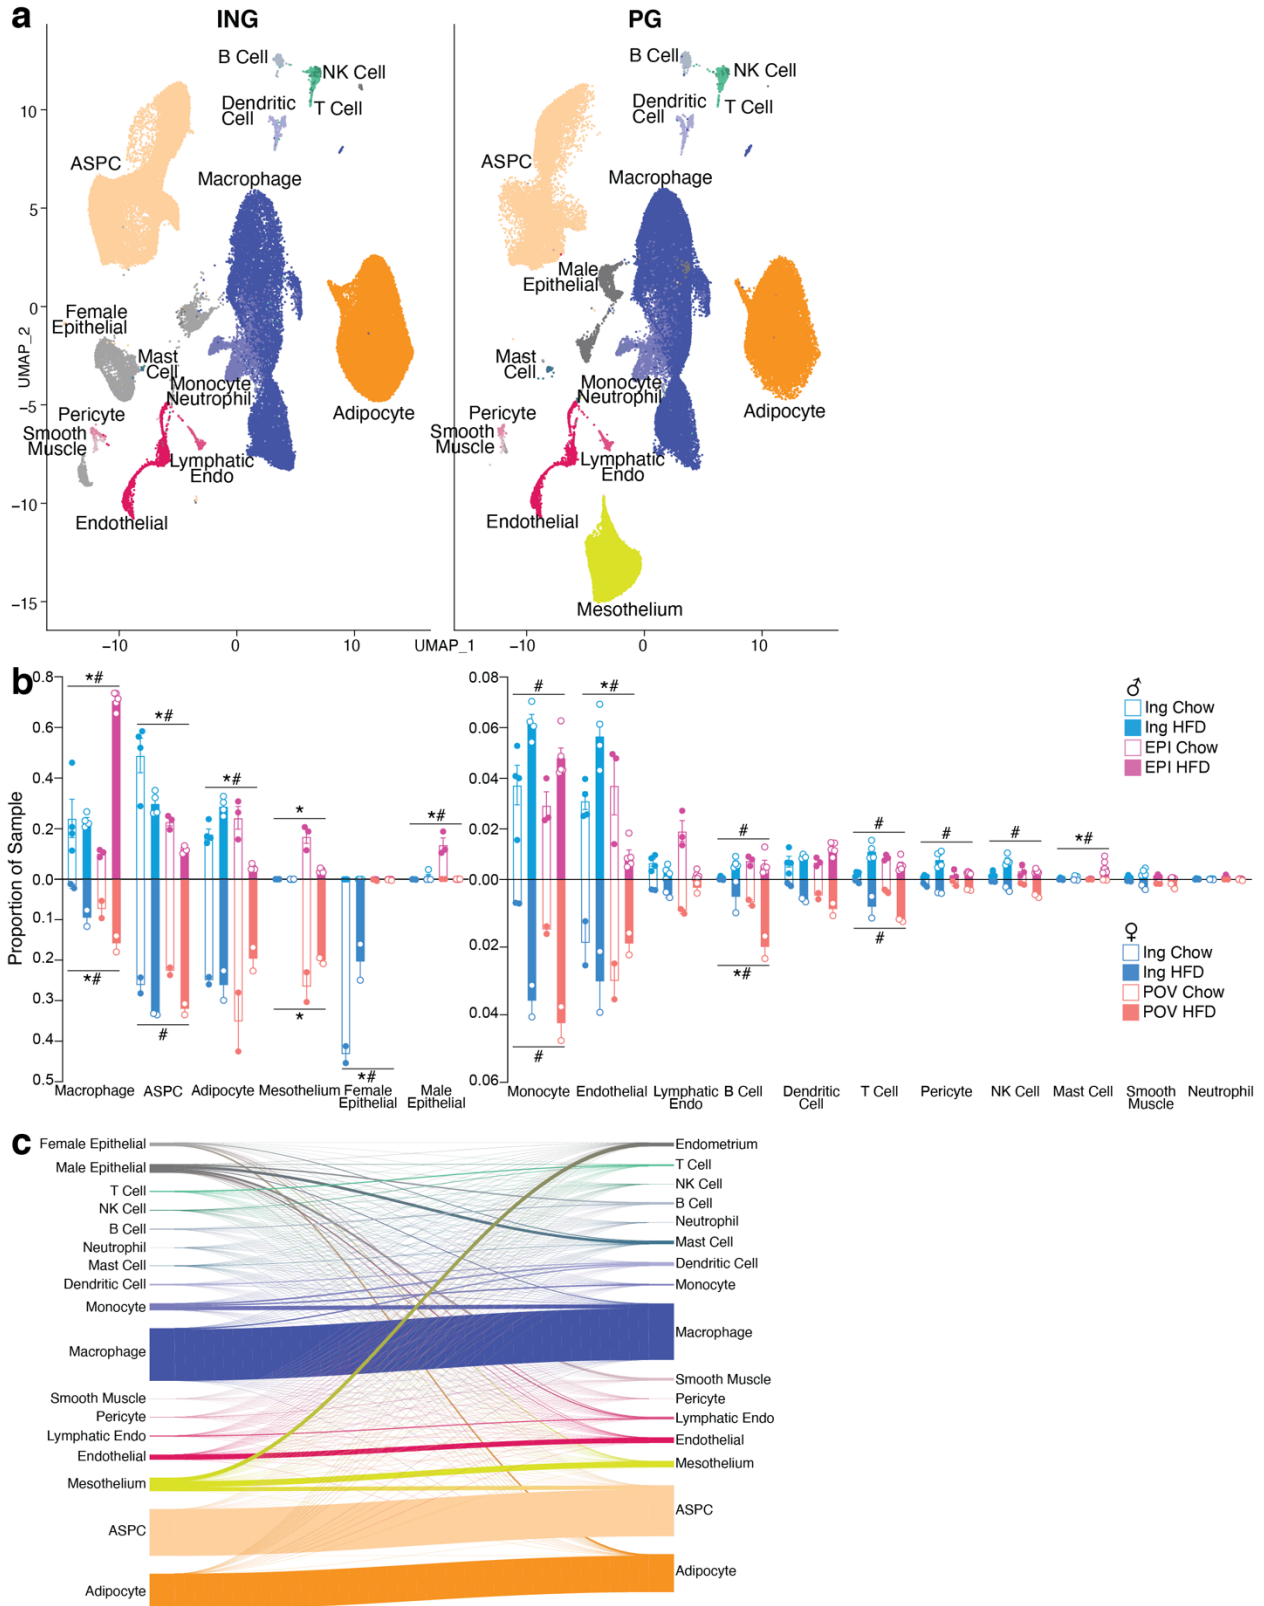 a
ING
PG
B Cell
NK Cell
T Cell
Dendritic
Cell
ASPC
Macrophage
Female
Epithelial
Mast
Cell
Monocyte
Neutrophil
Pericyte
Smooth
Muscle
Lymphatic
Endo
Endothelial
Adipocyte
B Cell
NK Cell
T Cell
Dendritic
Cell
ASPC
Macrophage
Male
Epithelial
Mast
Cell
Monocyte
Neutrophil
Pericyte
Smooth
Muscle
Lymphatic
Endo
Endothelial
Adipocyte
Mesothelium
UMAP_2
10
5
0
−5
−10
−15
−10
0
10
UMAP_1
−10
0
10
b
Proportion of Sample
0.8
0.6
0.4
0.2
0.0
0.1
0.2
0.3
0.4
0.5
*#
*#
*#
*
*#
*#
#
*
*#
Macrophage
ASPC
Adipocyte
Mesothelium
Female
Epithelial
Male
Epithelial
0.08
0.06
0.04
0.02
0.00
0.02
0.04
0.06
#
*#
#
#
#
#
*#
#
*#
#
Monocyte
Endothelial
Lymphatic
Endo
B Cell
Dendritic
Cell
T Cell
Pericyte
NK Cell
Mast Cell
Smooth
Muscle
Neutrophil
♂
Ing Chow
Ing HFD
EPI Chow
EPI HFD
♀
Ing Chow
Ing HFD
POV Chow
POV HFD
c
Female Epithelial
Male Epithelial
T Cell
NK Cell
B Cell
Neutrophil
Mast Cell
Dendritic Cell
Monocyte
Macrophage
Smooth Muscle
Pericyte
Lymphatic Endo
Endothelial
Mesothelium
ASPC
Adipocyte
Endometrium
T Cell
NK Cell
B Cell
Neutrophil
Mast Cell
Dendritic Cell
Monocyte
Macrophage
Smooth Muscle
Pericyte
Lymphatic Endo
Endothelial
Mesothelium
ASPC
Adipocyte